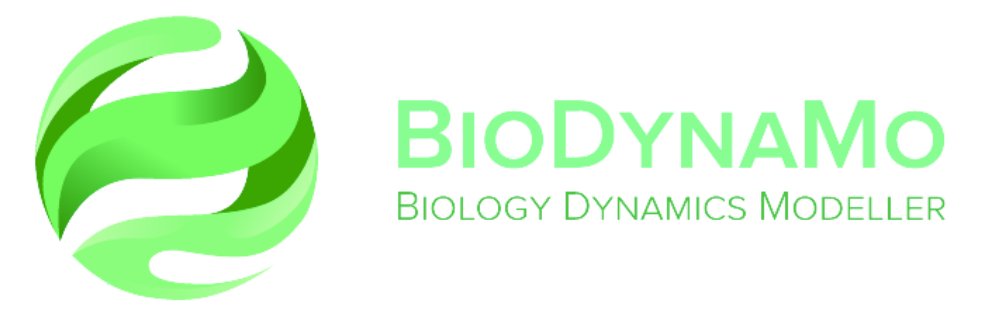 BIODYNAMO
BIOLOGY DYNAMICS MODELLER